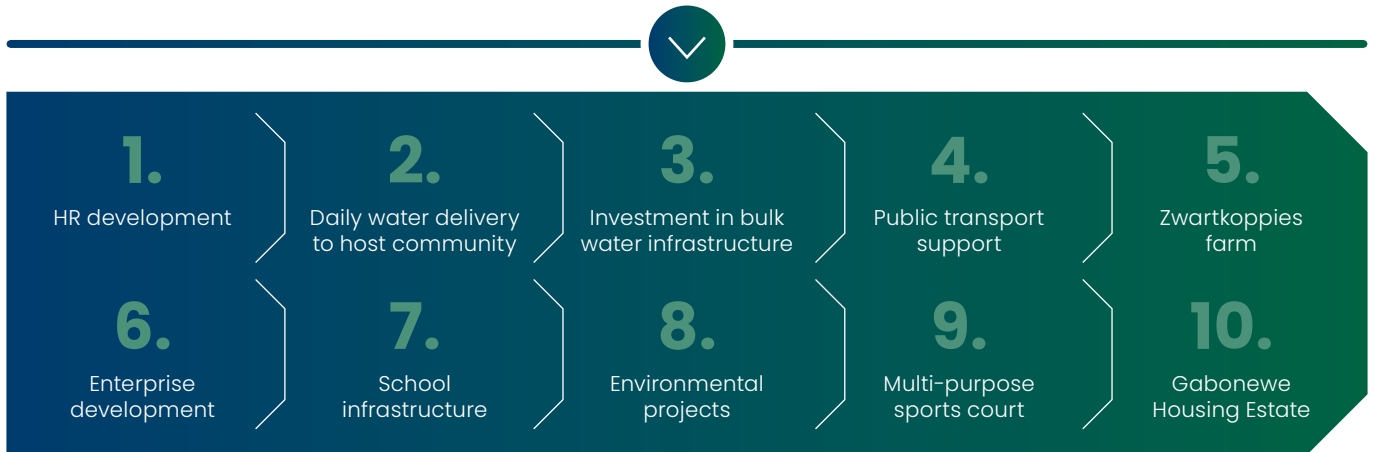 1.
HR development
2.
Daily water delivery
to host community
3.
Investment in bulk
water infrastructure
4.
Public transport
support
5.
Zwartkoppies
farm
6.
Enterprise
development
7.
School
infrastructure
8.
Environmental
projects
9.
Multi-purpose
sports court
10.
Gabonewe
Housing Estate